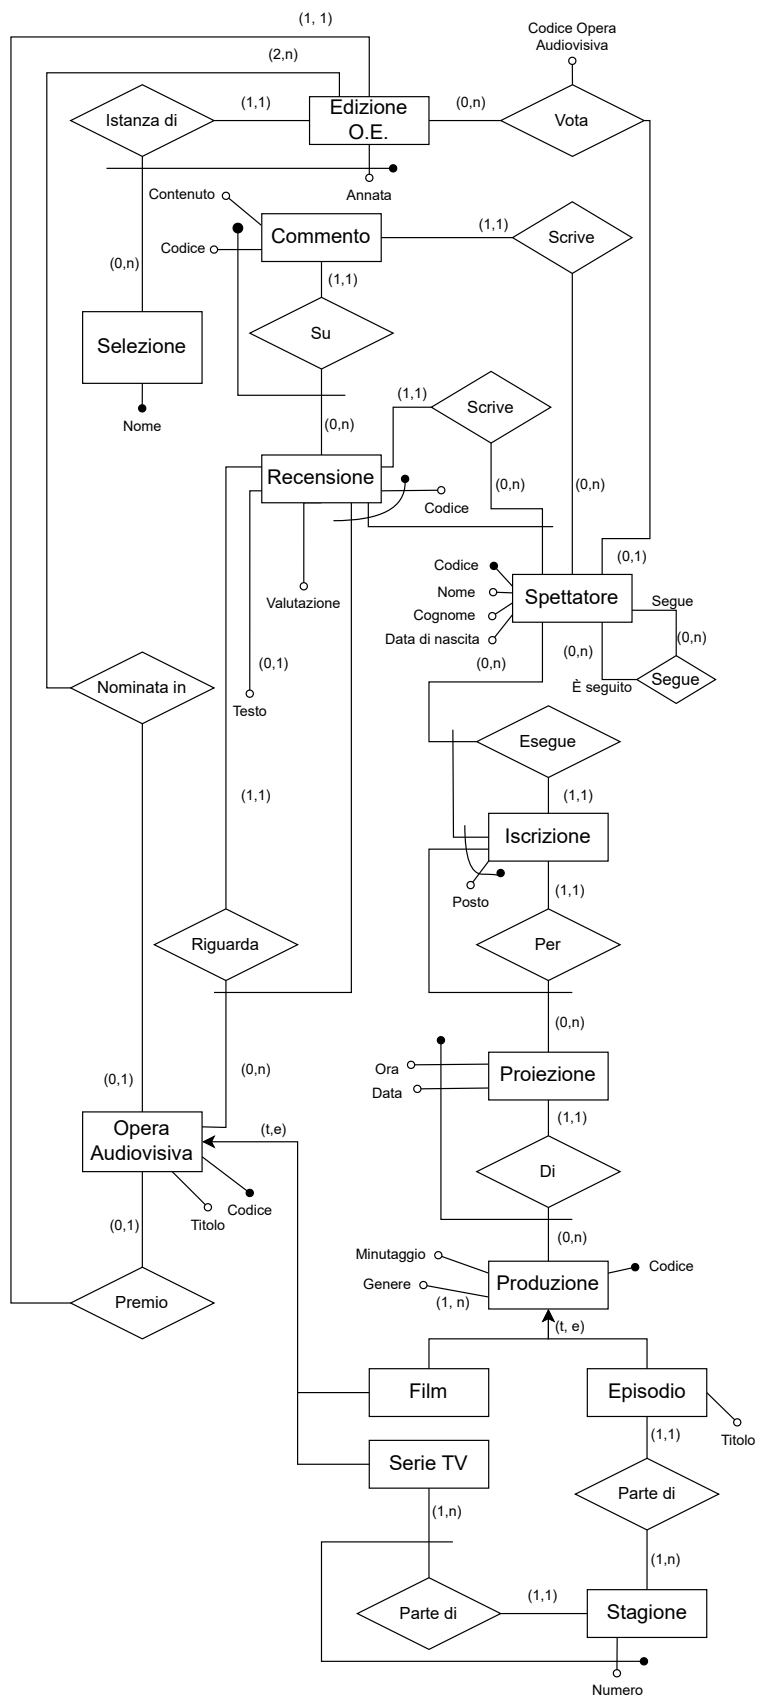 (1, 1)
(2,n)
Codice Opera
Audiovisiva
Istanza di
(1,1)
Edizione
O.E.
(0,n)
Vota
Annata
Contenuto
Commento
(1,1)
Scrive
Codice
(0,n)
(1,1)
Selezione
Su
Nome
(1,1)
Scrive
(0,n)
Recensione
(0,n)
(0,n)
Codice
Valutazione
(0,1)
Codice
Nome
Cognome
Data di nascita
Spettatore
Segue
(0,n)
(0,n)
(0,n)
Segue
È seguito
(0,1)
Testo
Nominata in
Esegue
(1,1)
(1,1)
Iscrizione
(1,1)
Posto
Riguarda
Per
(0,n)
(0,n)
Ora
Data
Proiezione
(0,1)
(1,1)
Opera
Audiovisiva
(t,e)
Di
Codice
Titolo
(0,1)
(0,n)
Minutaggio
Genere
(1, n)
Produzione
Codice
Premio
(t, e)
Film
Episodio
Titolo
(1,1)
Serie TV
Parte di
(1,n)
(1,n)
(1,1)
Parte di
Stagione
Numero